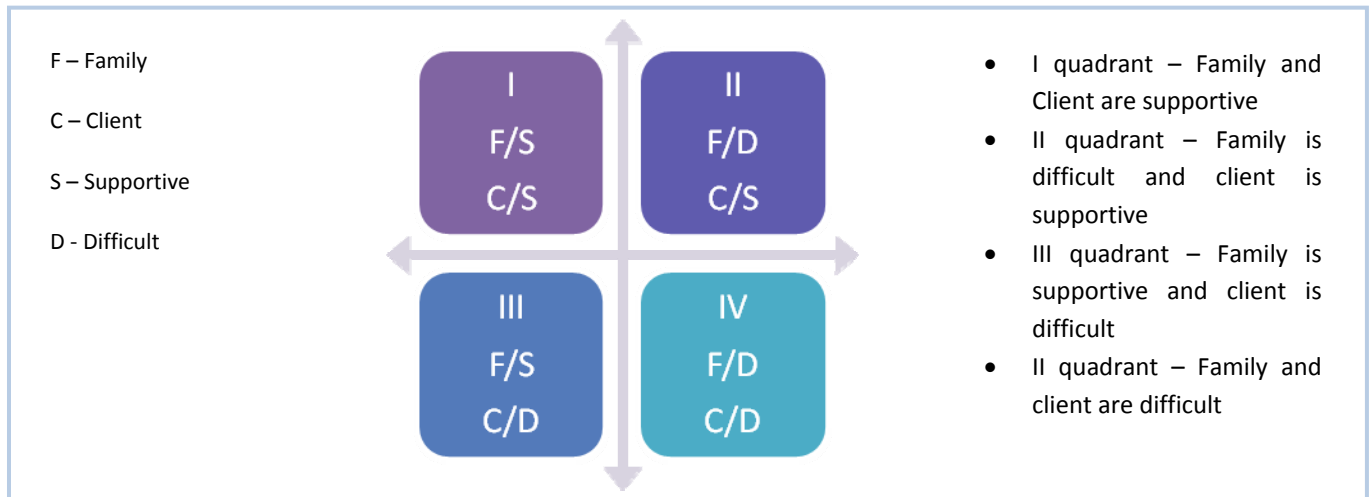 F – Family
C – Client
S – Supportive
D - Difficult
I
F/S
C/S
II
F/D
C/S
III
F/S
C/D
IV
F/D
C/D
• I quadrant – Family and
Client are supportive
• II quadrant – Family is
difficult and client is
supportive
• III quadrant – Family is
supportive and client is
difficult
• II quadrant – Family and
client are difficult